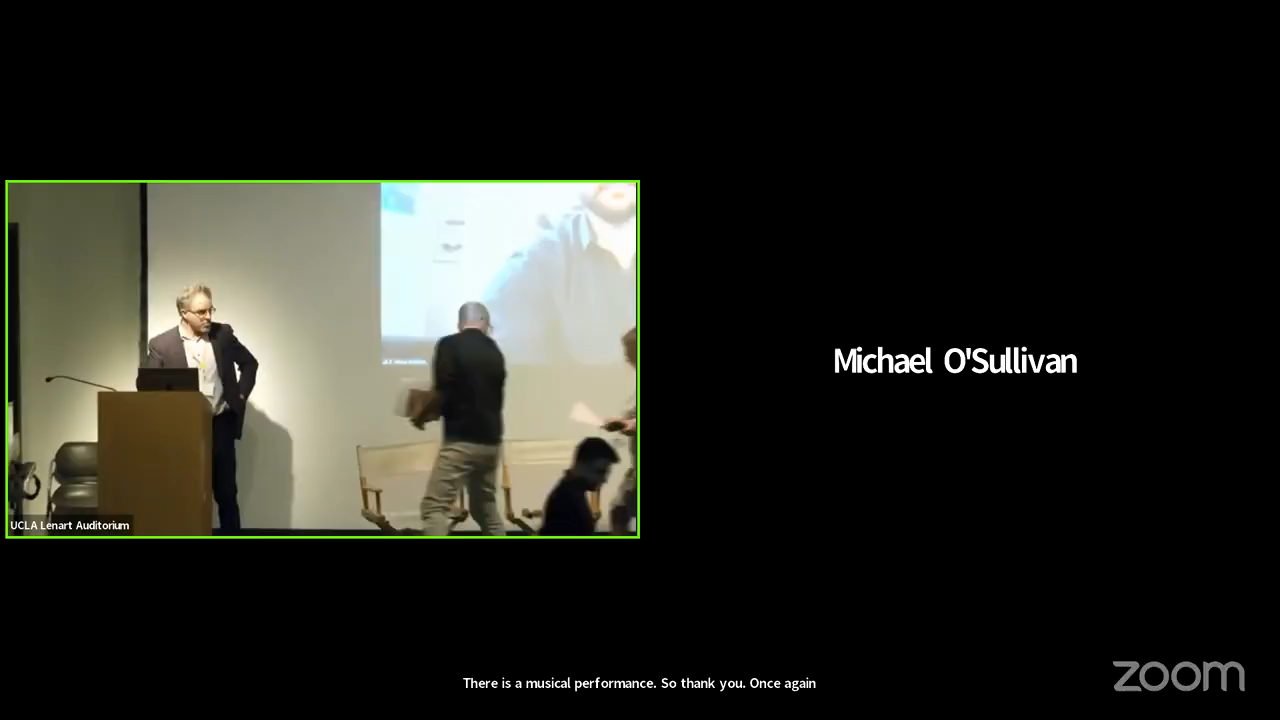 Michael O'Sullivan
UCLA Lenart Auditorium
There is a musical performance. So thank you. Once again
zoom